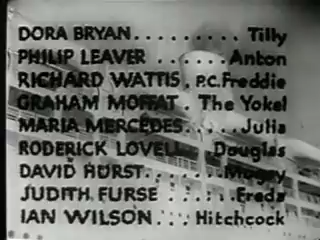 DORA BRYAN.......... Tilly
PHILIP LEAVER ...... Anton
RICHARD WATTIS . P.C. Freddie
GRAHAM MOFFAT . The Yokel
MARIA MERCEDES...... Julia
RODERICK LOVELL... Douglas
DAVID HURST.......
JUDITH FURSE ...... Freda
IAN WILSON... Hitchcock